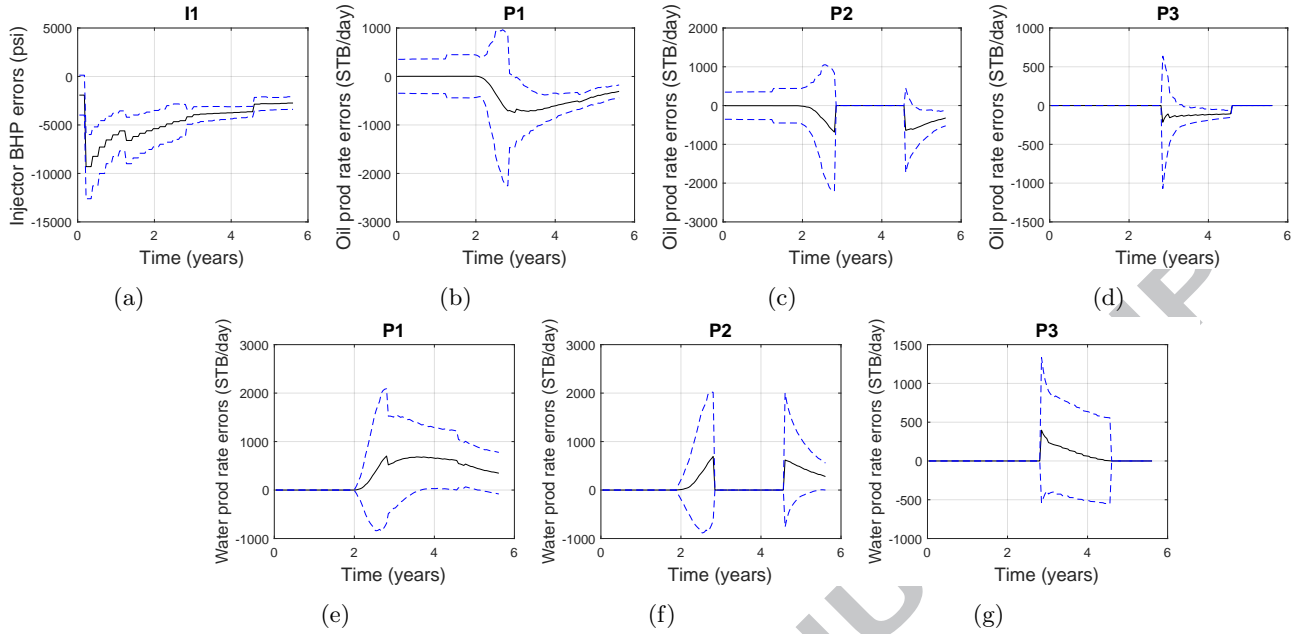 I1
Injector BHP errors (psi)
5000
0
-5000
-10000
-15000
0 2 4 6
Time (years)
(a)
P1
Oil prod rate errors (STB/day)
1000
0
-1000
-2000
-3000
0 2 4 6
Time (years)
(b)
P2
Oil prod rate errors (STB/day)
2000
1000
0
-1000
-2000
-3000
0 2 4 6
Time (years)
(c)
P3
Oil prod rate errors (STB/day)
1000
500
0
-500
-1000
-1500
0 2 4 6
Time (years)
(d)
P1
Water prod rate errors (STB/day)
3000
2000
1000
0
-1000
0 2 4 6
Time (years)
(e)
P2
Water prod rate errors (STB/day)
3000
2000
1000
0
-1000
0 2 4 6
Time (years)
(f)
P3
Water prod rate errors (STB/day)
1500
1000
500
0
-500
-1000
0 2 4 6
Time (years)
(g)